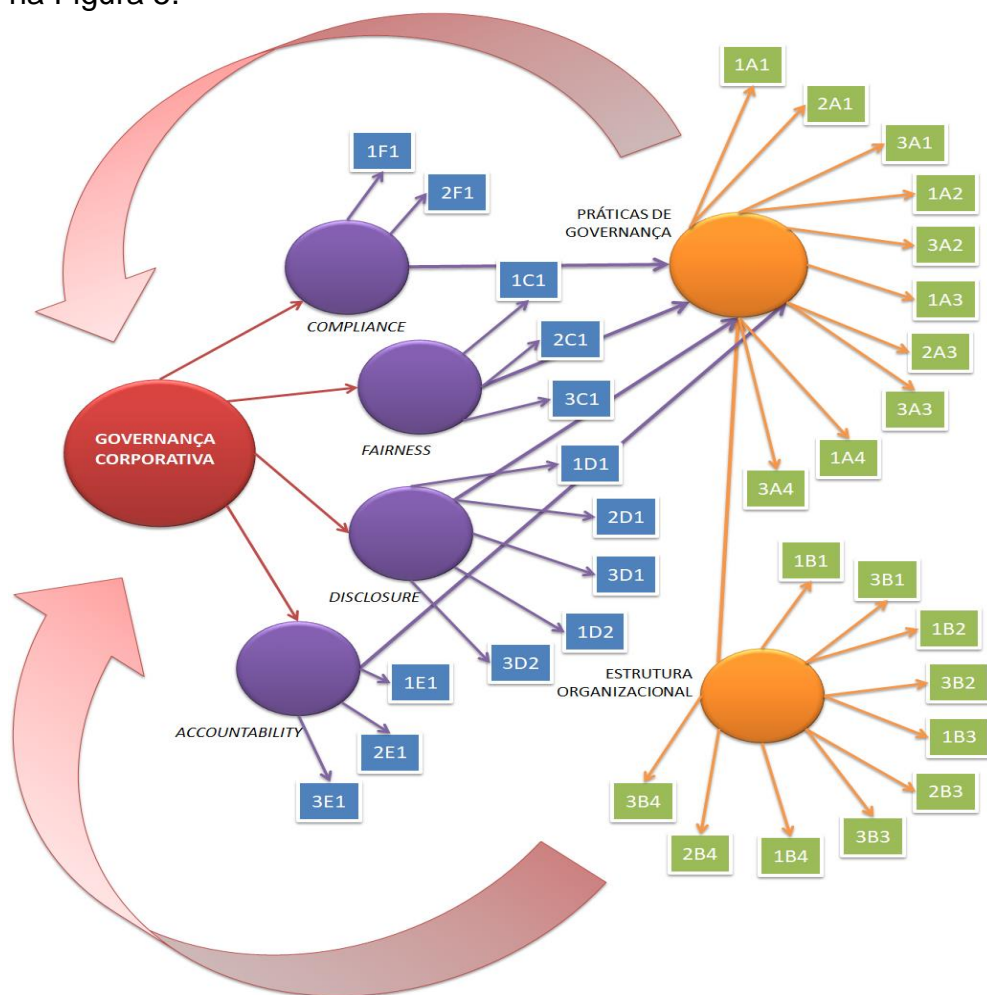 na Figura 3.
1A1
2A1
3A1
1A2
3A2
1A3
2A3
3A3
1A4
3A4
PRÁTICAS DE
GOVERNANÇA
1F1
2F1
COMPLIANCE
1C1
2C1
3C1
FAIRNESS
GOVERNANÇA
CORPORATIVA
1D1
2D1
3D1
1D2
3D2
DISCLOSURE
1E1
2E1
3E1
ACCOUNTABILITY
ESTRUTURA
ORGANIZACIONAL
1B1
3B1
1B2
3B2
1B3
2B3
3B3
1B4
2B4
3B4